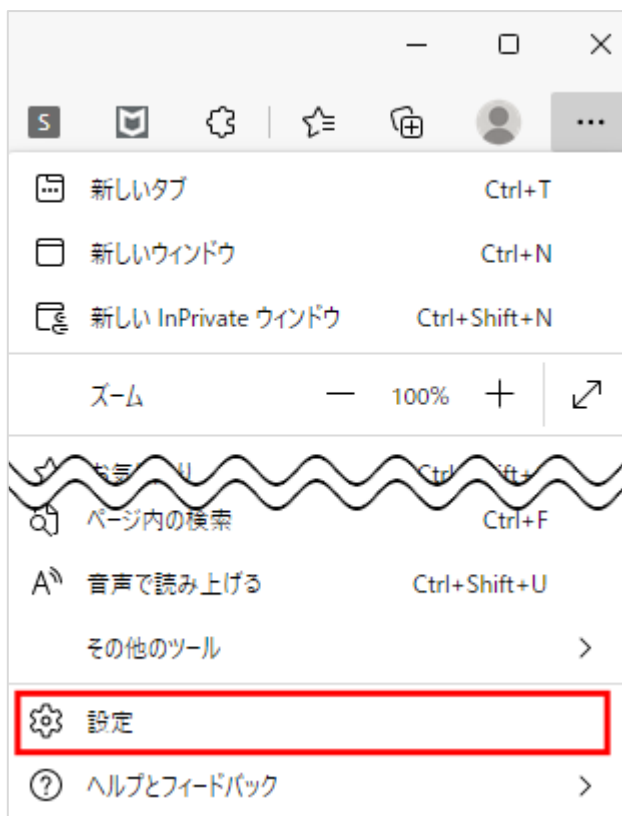 S
新しいタブ Ctrl+T
新しいウィンドウ Ctrl+N
新しい InPrivate ウィンドウ Ctrl+Shift+N
ズーム 100%
ページ内の検索 Ctrl+F
音声で読み上げる Ctrl+Shift+U
その他のツール
設定
ヘルプとフィードバック